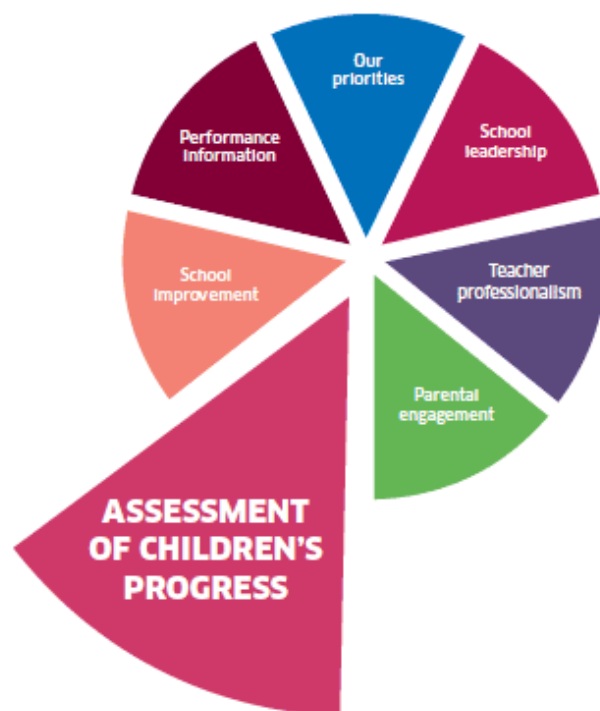 Our
priorities
School
leadership
Teacher
professionalism
Parental
engagement
ASSESSMENT
OF CHILDREN'S
PROGRESS
School
improvement
Performance
information